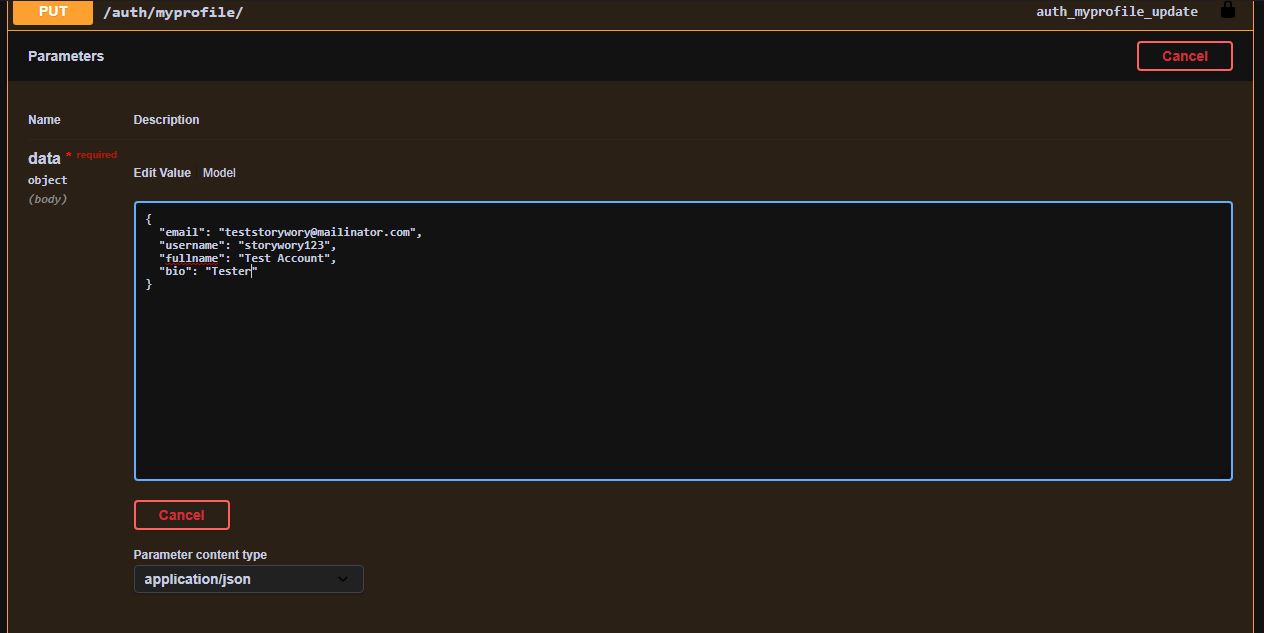 PUT /auth/myprofile/ auth_myprofile_update
Parameters Cancel
Name Description
data * required
object
(body)
Edit Value Model
{
"email": "teststorywory@mailinator.com",
"username": "storywory123",
"fullname": "Test Account",
"bio": "Tester"
}
Cancel
Parameter content type
application/json